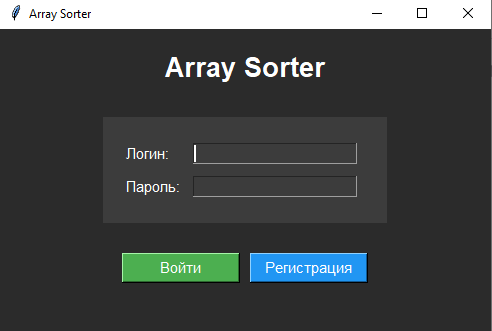 Array Sorter
Array Sorter
Логин:
Пароль:
Войти
Регистрация